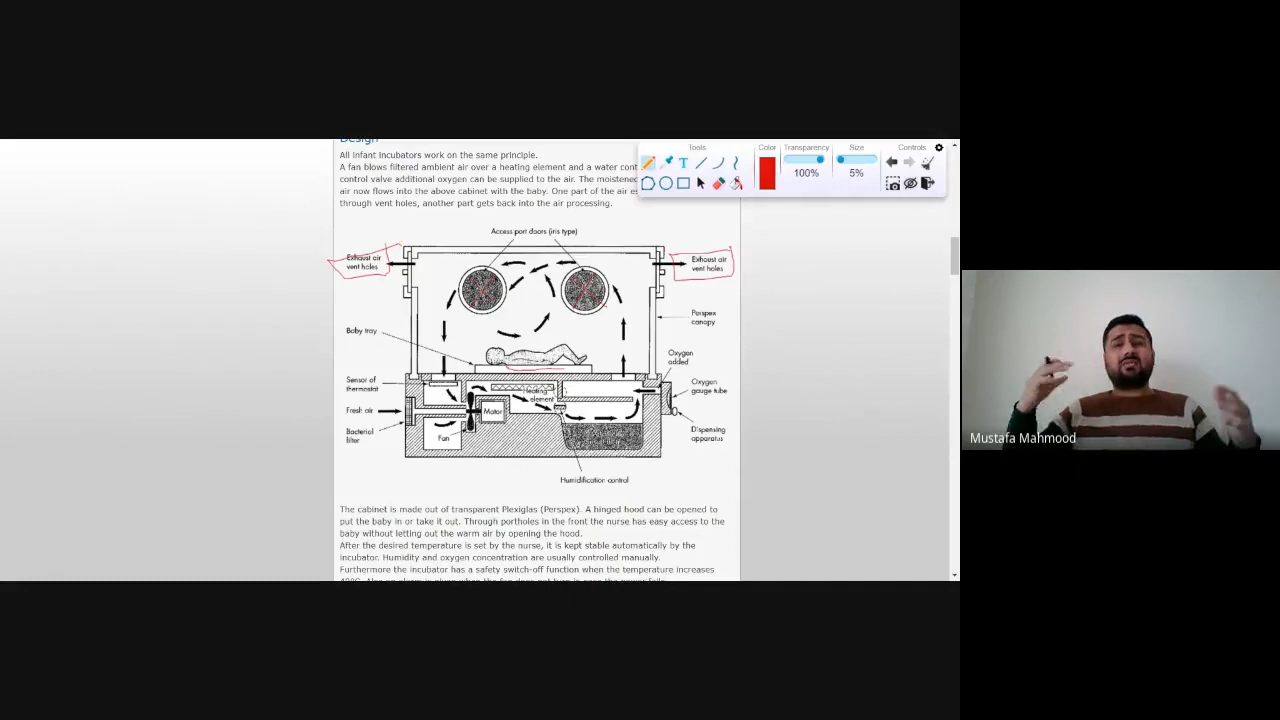 Design
All infant incubators work on the same principle.
A fan blows filtered ambient air over a heating element and a water cont
control valve additional oxygen can be supplied to the air. The moistened
air now flows into the above cabinet with the baby. One part of the air es
through vent holes, another part gets back into the air processing.
Tools
Color
Transparency
Size
Controls
T
100%
5%
Access port doors (iris type)
Exhaust air
vent holes
Exhaust air
vent holes
Perspex
canopy
Baby tray
Oxygen
added
Sensor of
thermostat
Heating
element
Oxygen
gauge tube
Fresh air
Motor
Bacterial
filter
Fan
Dispensing
apparatus
Humidification control
The cabinet is made out of transparent Plexiglas (Perspex). A hinged hood can be opened to
put the baby in or take it out. Through portholes in the front the nurse has easy access to the
baby without letting out the warm air by opening the hood.
After the desired temperature is set by the nurse, it is kept stable automatically by the
incubator. Humidity and oxygen concentration are usually controlled manually.
Furthermore the incubator has a safety switch-off function when the temperature increases
Mustafa Mahmood